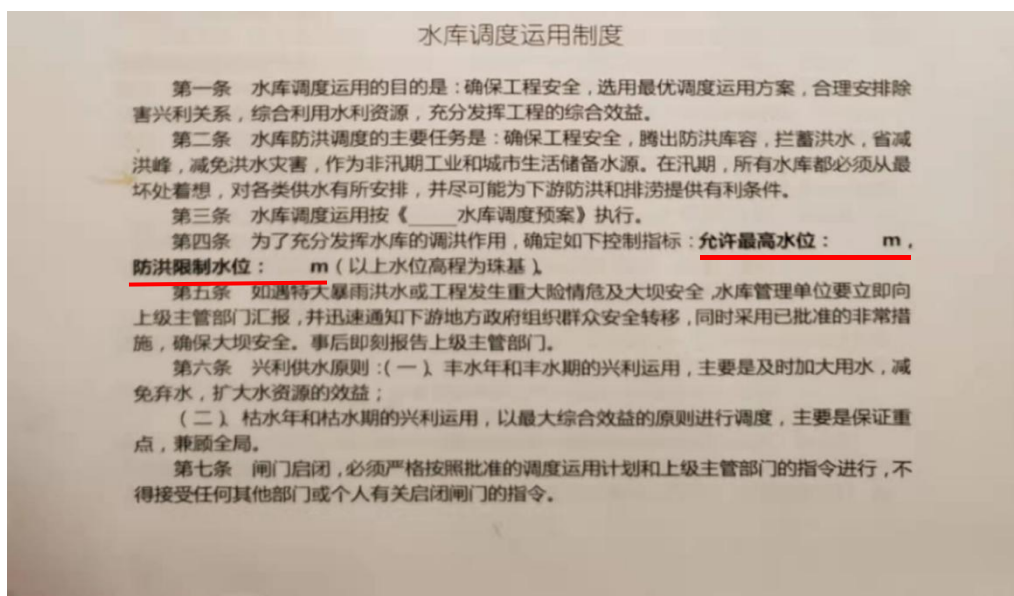 水库调度运用制度
第一条 水库调度运用的目的是：确保工程安全，选用最优调度运用方案，合理安排除
害兴利关系，综合利用水利资源，充分发挥工程的综合效益。
第二条 水库防洪调度的主要任务是：确保工程安全，腾出防洪库容，拦蓄洪水，省减
洪峰，减免洪水灾害，作为非汛期工业和城市生活储备水源。在汛期，所有水库都必须从最
坏处着想，对各类供水有所安排，并尽可能为下游防洪和排涝提供有利条件。
第三条 水库调度运用按《____水库调度预案》执行。
第四条 为了充分发挥水库的调洪作用，确定如下控制指标：允许最高水位： m，
防洪限制水位： m（以上水位高程为珠基）。
第五条 如遇特大暴雨洪水或工程发生重大险情危及大坝安全，水库管理单位要立即向
上级主管部门汇报，并迅速通知下游地方政府组织群众安全转移，同时采用已批准的非常措
施，确保大坝安全。事后即刻报告上级主管部门。
第六条 兴利供水原则：（一）、丰水年和丰水期的兴利运用，主要是及时加大用水，减
免弃水，扩大水资源的效益；
（二）、枯水年和枯水期的兴利运用，以最大综合效益的原则进行调度，主要是保证重
点，兼顾全局。
第七条 闸门启闭，必须严格按照批准的调度运用计划和上级主管部门的指令进行，不
得接受任何其他部门或个人有关启闭闸门的指令。